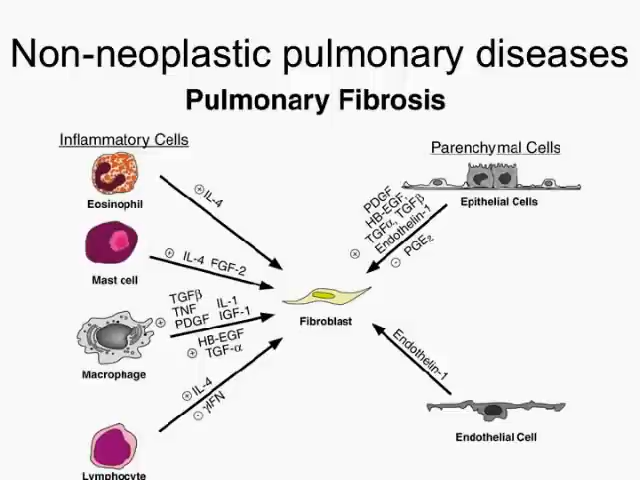 Non-neoplastic pulmonary diseases
Pulmonary Fibrosis
Inflammatory Cells
Parenchymal Cells
Eosinophil
⊕ IL-4
PDGF
HB-EGF,
TGFα, TGFβ
Endothelin-1
⊕
⊖ PGE₂
Epithelial Cells
Mast cell
⊕ IL-4 FGF-2
TGFβ
TNF IL-1
⊕ PDGF IGF-1
HB-EGF
⊕ TGF-α
Macrophage
Fibroblast
⊕ IL-4
⊖ γIFN
Endothelin-1
Endothelial Cell
Lymphocyte